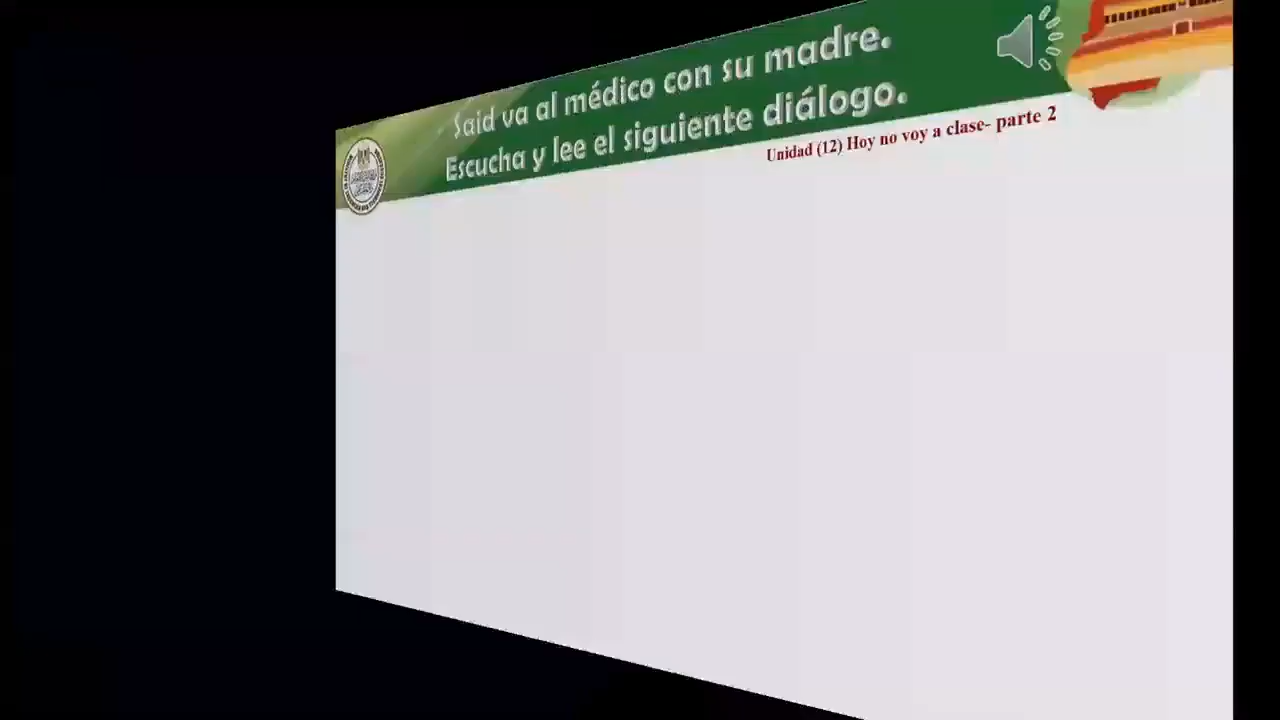 Said va al médico con su madre.
Escucha y lee el siguiente diálogo.
Unidad (12) Hoy no voy a clase- parte 2